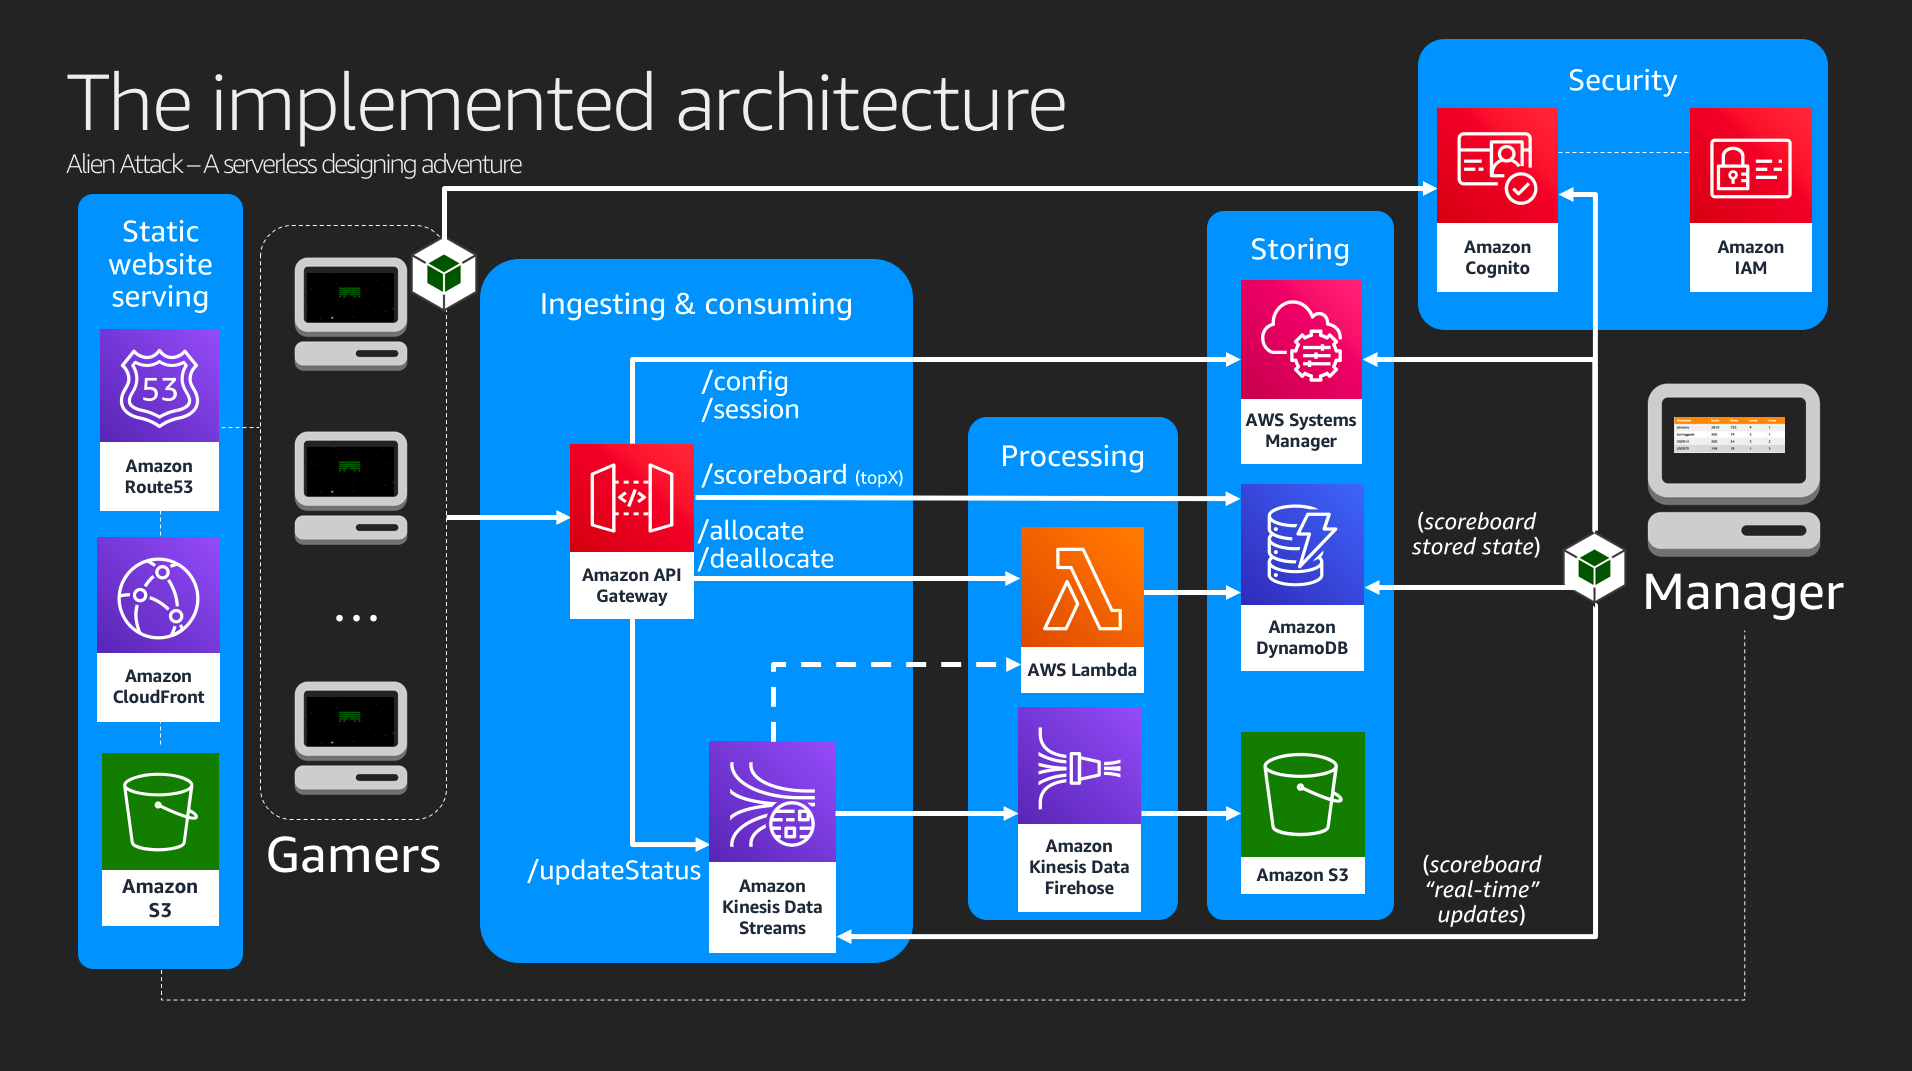 The implemented architecture
Alien Attack – A serverless designing adventure
Static
website
serving
53
Amazon
Route53
Amazon
CloudFront
Amazon
S3
...
Gamers
Ingesting & consuming
/config
/session
/scoreboard (topX)
/allocate
/deallocate
</>
Amazon API
Gateway
/updateStatus
Amazon
Kinesis Data
Streams
Processing
AWS Lambda
Amazon
Kinesis Data
Firehose
Storing
AWS Systems
Manager
Amazon
DynamoDB
Amazon S3
Security
Amazon
Cognito
Amazon
IAM
(scoreboard
stored state)
Manager
(scoreboard
“real-time”
updates)